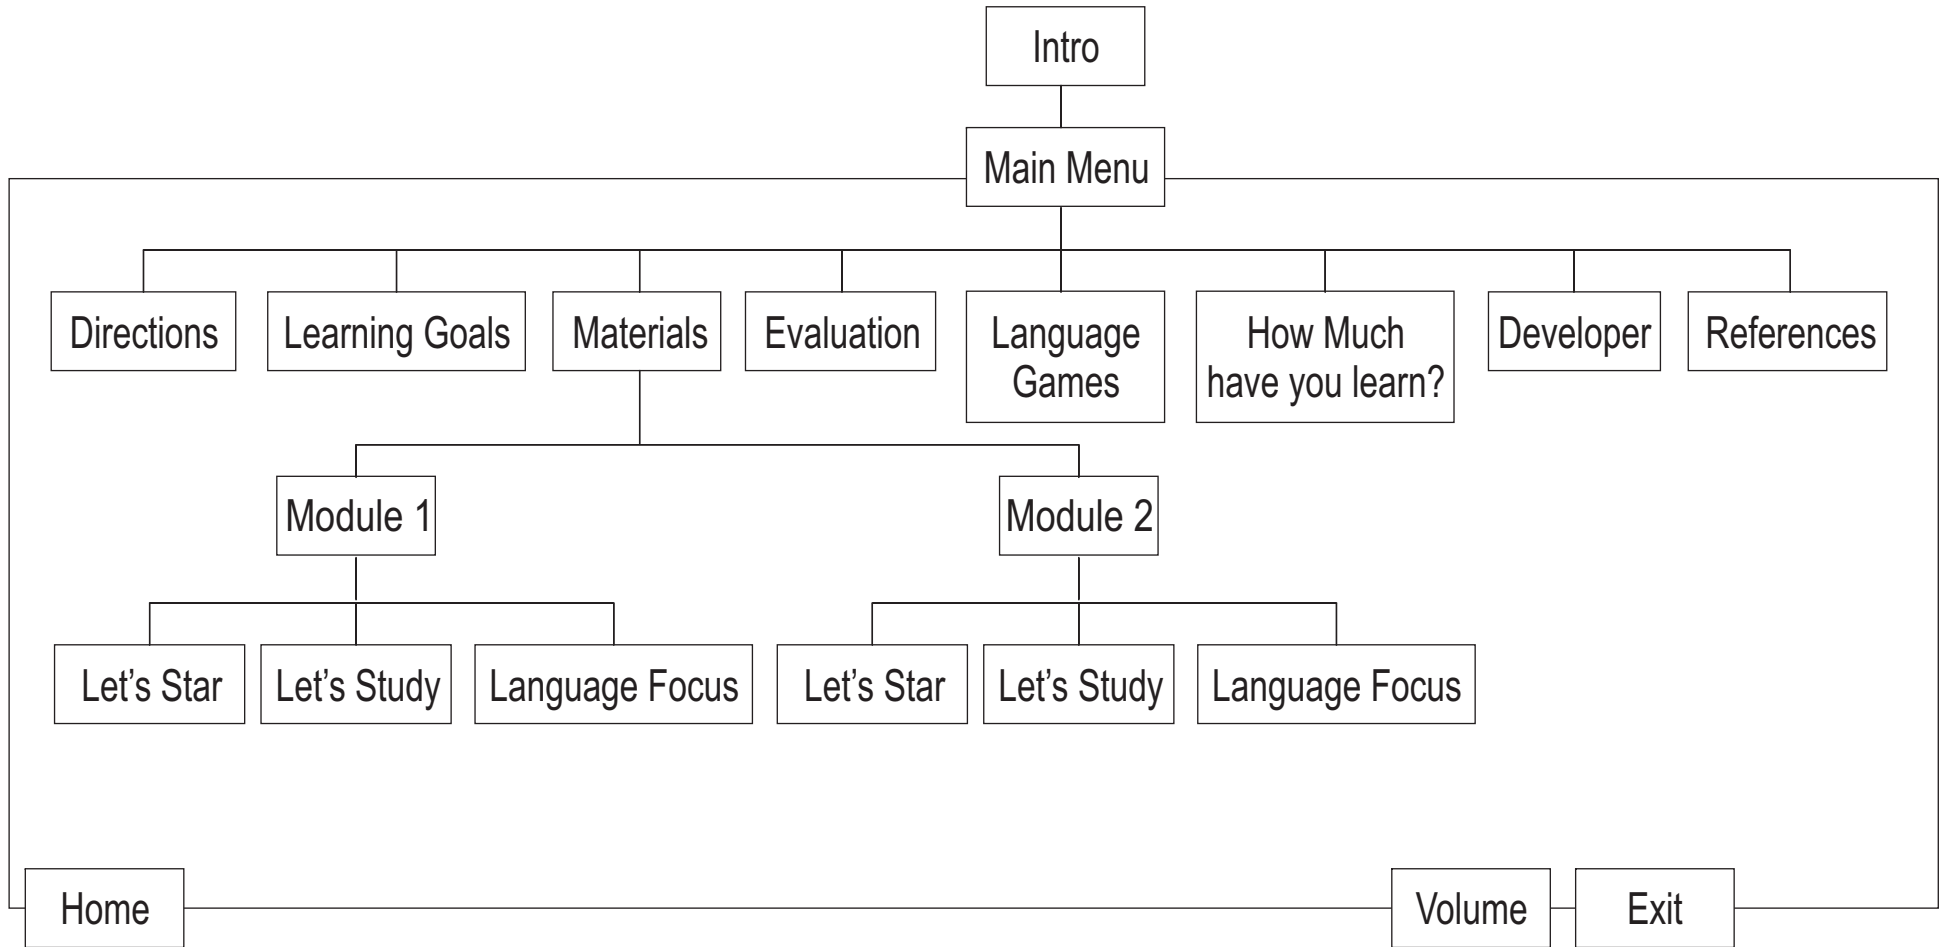 Intro
Main Menu
Directions
Learning Goals
Materials
Evaluation
Language
Games
How Much
have you learn?
Developer
References
Module 1
Module 2
Let’s Star
Let’s Study
Language Focus
Let’s Star
Let’s Study
Language Focus
Home
Volume
Exit